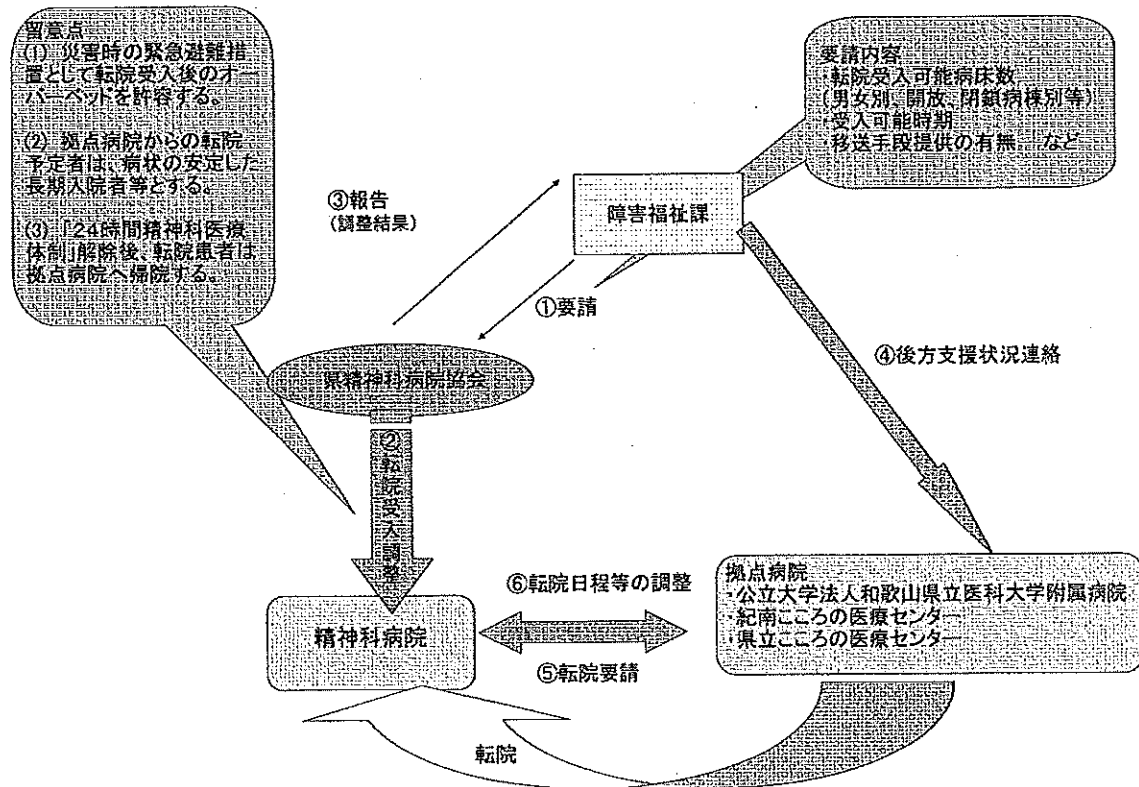 留意点
(1) 災害時の緊急避難措
置として転院受入後のオー
バーベッドを許容する。
(2) 拠点病院からの転院
予定者は、病状の安定した
長期入院者等とする。
(3) 「24時間精神科医療
体制」解除後、転院患者は
拠点病院へ帰院する。
要請内容
・転院受入可能病床数
(男女別、開放、閉鎖病棟別等)
・受入可能時期
・移送手段提供の有無 など
③報告
(調整結果)
障害福祉課
①要請
④後方支援状況連絡
県精神科病院協会
②転院受入調整
⑥転院日程等の調整
拠点病院
・公立大学法人和歌山県立医科大学附属病院
・紀南こころの医療センター
・県立こころの医療センター
精神科病院
⑤転院要請
転院